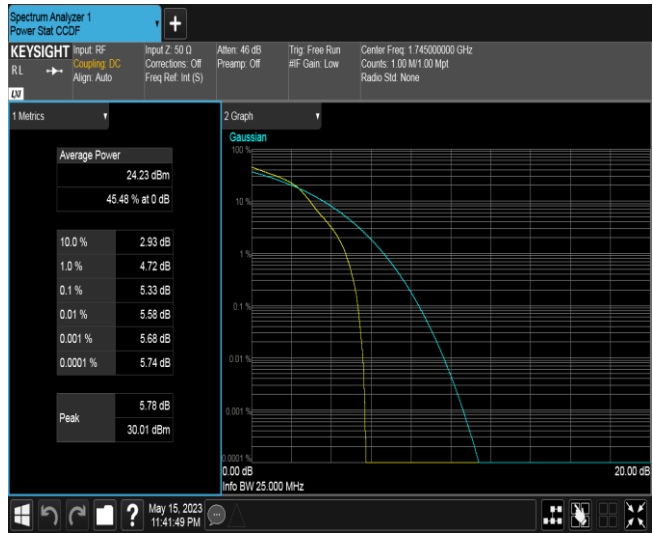 Spectrum Analyzer 1
Power Stat CCDF
+
KEYSIGHT
RL
LXI
Input: RF
Coupling: DC
Align: Auto
Input Z: 50 Ω
Corrections: Off
Freq Ref: Int (S)
Atten: 46 dB
Preamp: Off
Trig: Free Run
#IF Gain: Low
Center Freq: 1.745000000 GHz
Counts: 1.00 M/1.00 Mpt
Radio Std: None
1 Metrics
Average Power
24.23 dBm
45.48 % at 0 dB
10.0 % 2.93 dB
1.0 % 4.72 dB
0.1 % 5.33 dB
0.01 % 5.58 dB
0.001 % 5.68 dB
0.0001 % 5.74 dB
Peak
5.78 dB
30.01 dBm
2 Graph
Gaussian
100 %
10 %
1 %
0.1 %
0.01 %
0.001 %
0.0001 %
0.00 dB 20.00 dB
Info BW 25.000 MHz
?
May 15, 2023
11:41:49 PM